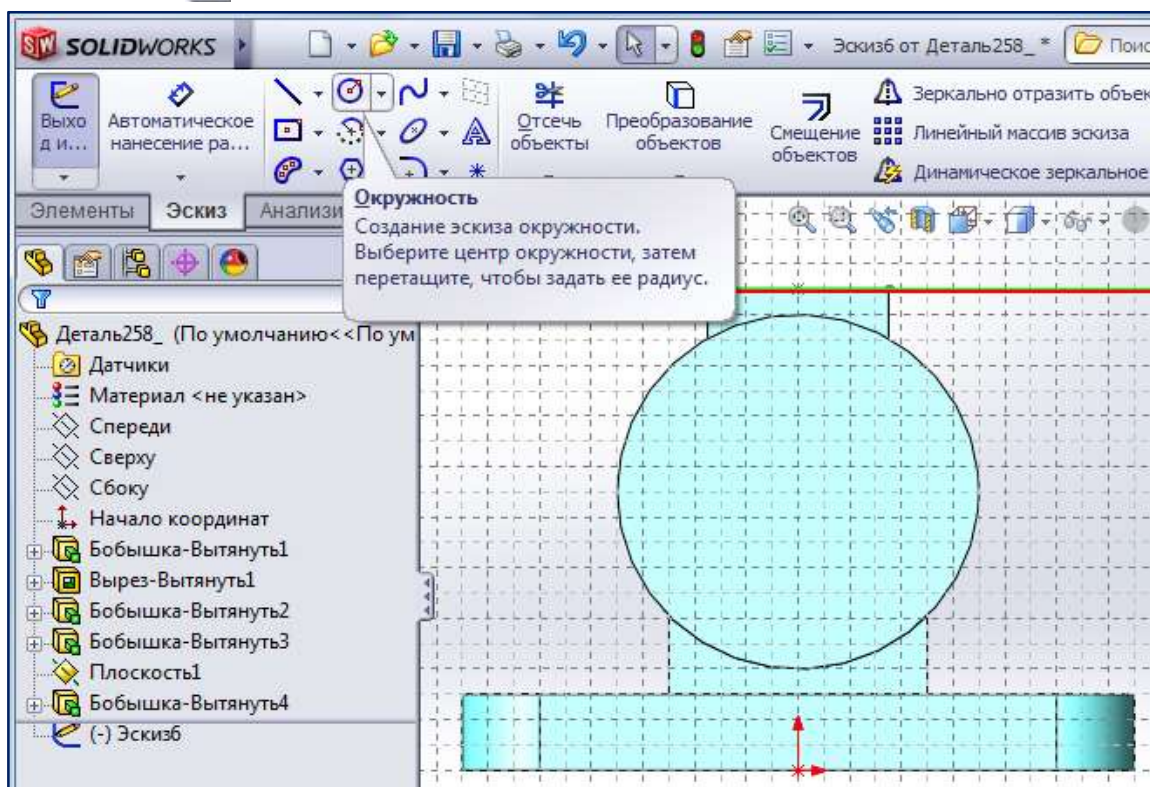 SOLIDWORKS
Эскиз6 от Деталь258_ *
Поис
Выхо
д и...
Автоматическое
нанесение ра...
Отсечь
объекты
Преобразование
объектов
Смещение
объектов
Зеркально отразить объек
Линейный массив эскиза
Динамическое зеркальное
Элементы
Эскиз
Анализи
Окружность
Создание эскиза окружности.
Выберите центр окружности, затем
перетащите, чтобы задать ее радиус.
Деталь258_ (По умолчанию<<По ум
Датчики
Материал <не указан>
Спереди
Сверху
Сбоку
Начало координат
Бобышка-Вытянуть1
Вырез-Вытянуть1
Бобышка-Вытянуть2
Бобышка-Вытянуть3
Плоскость1
Бобышка-Вытянуть4
(-) Эскиз6